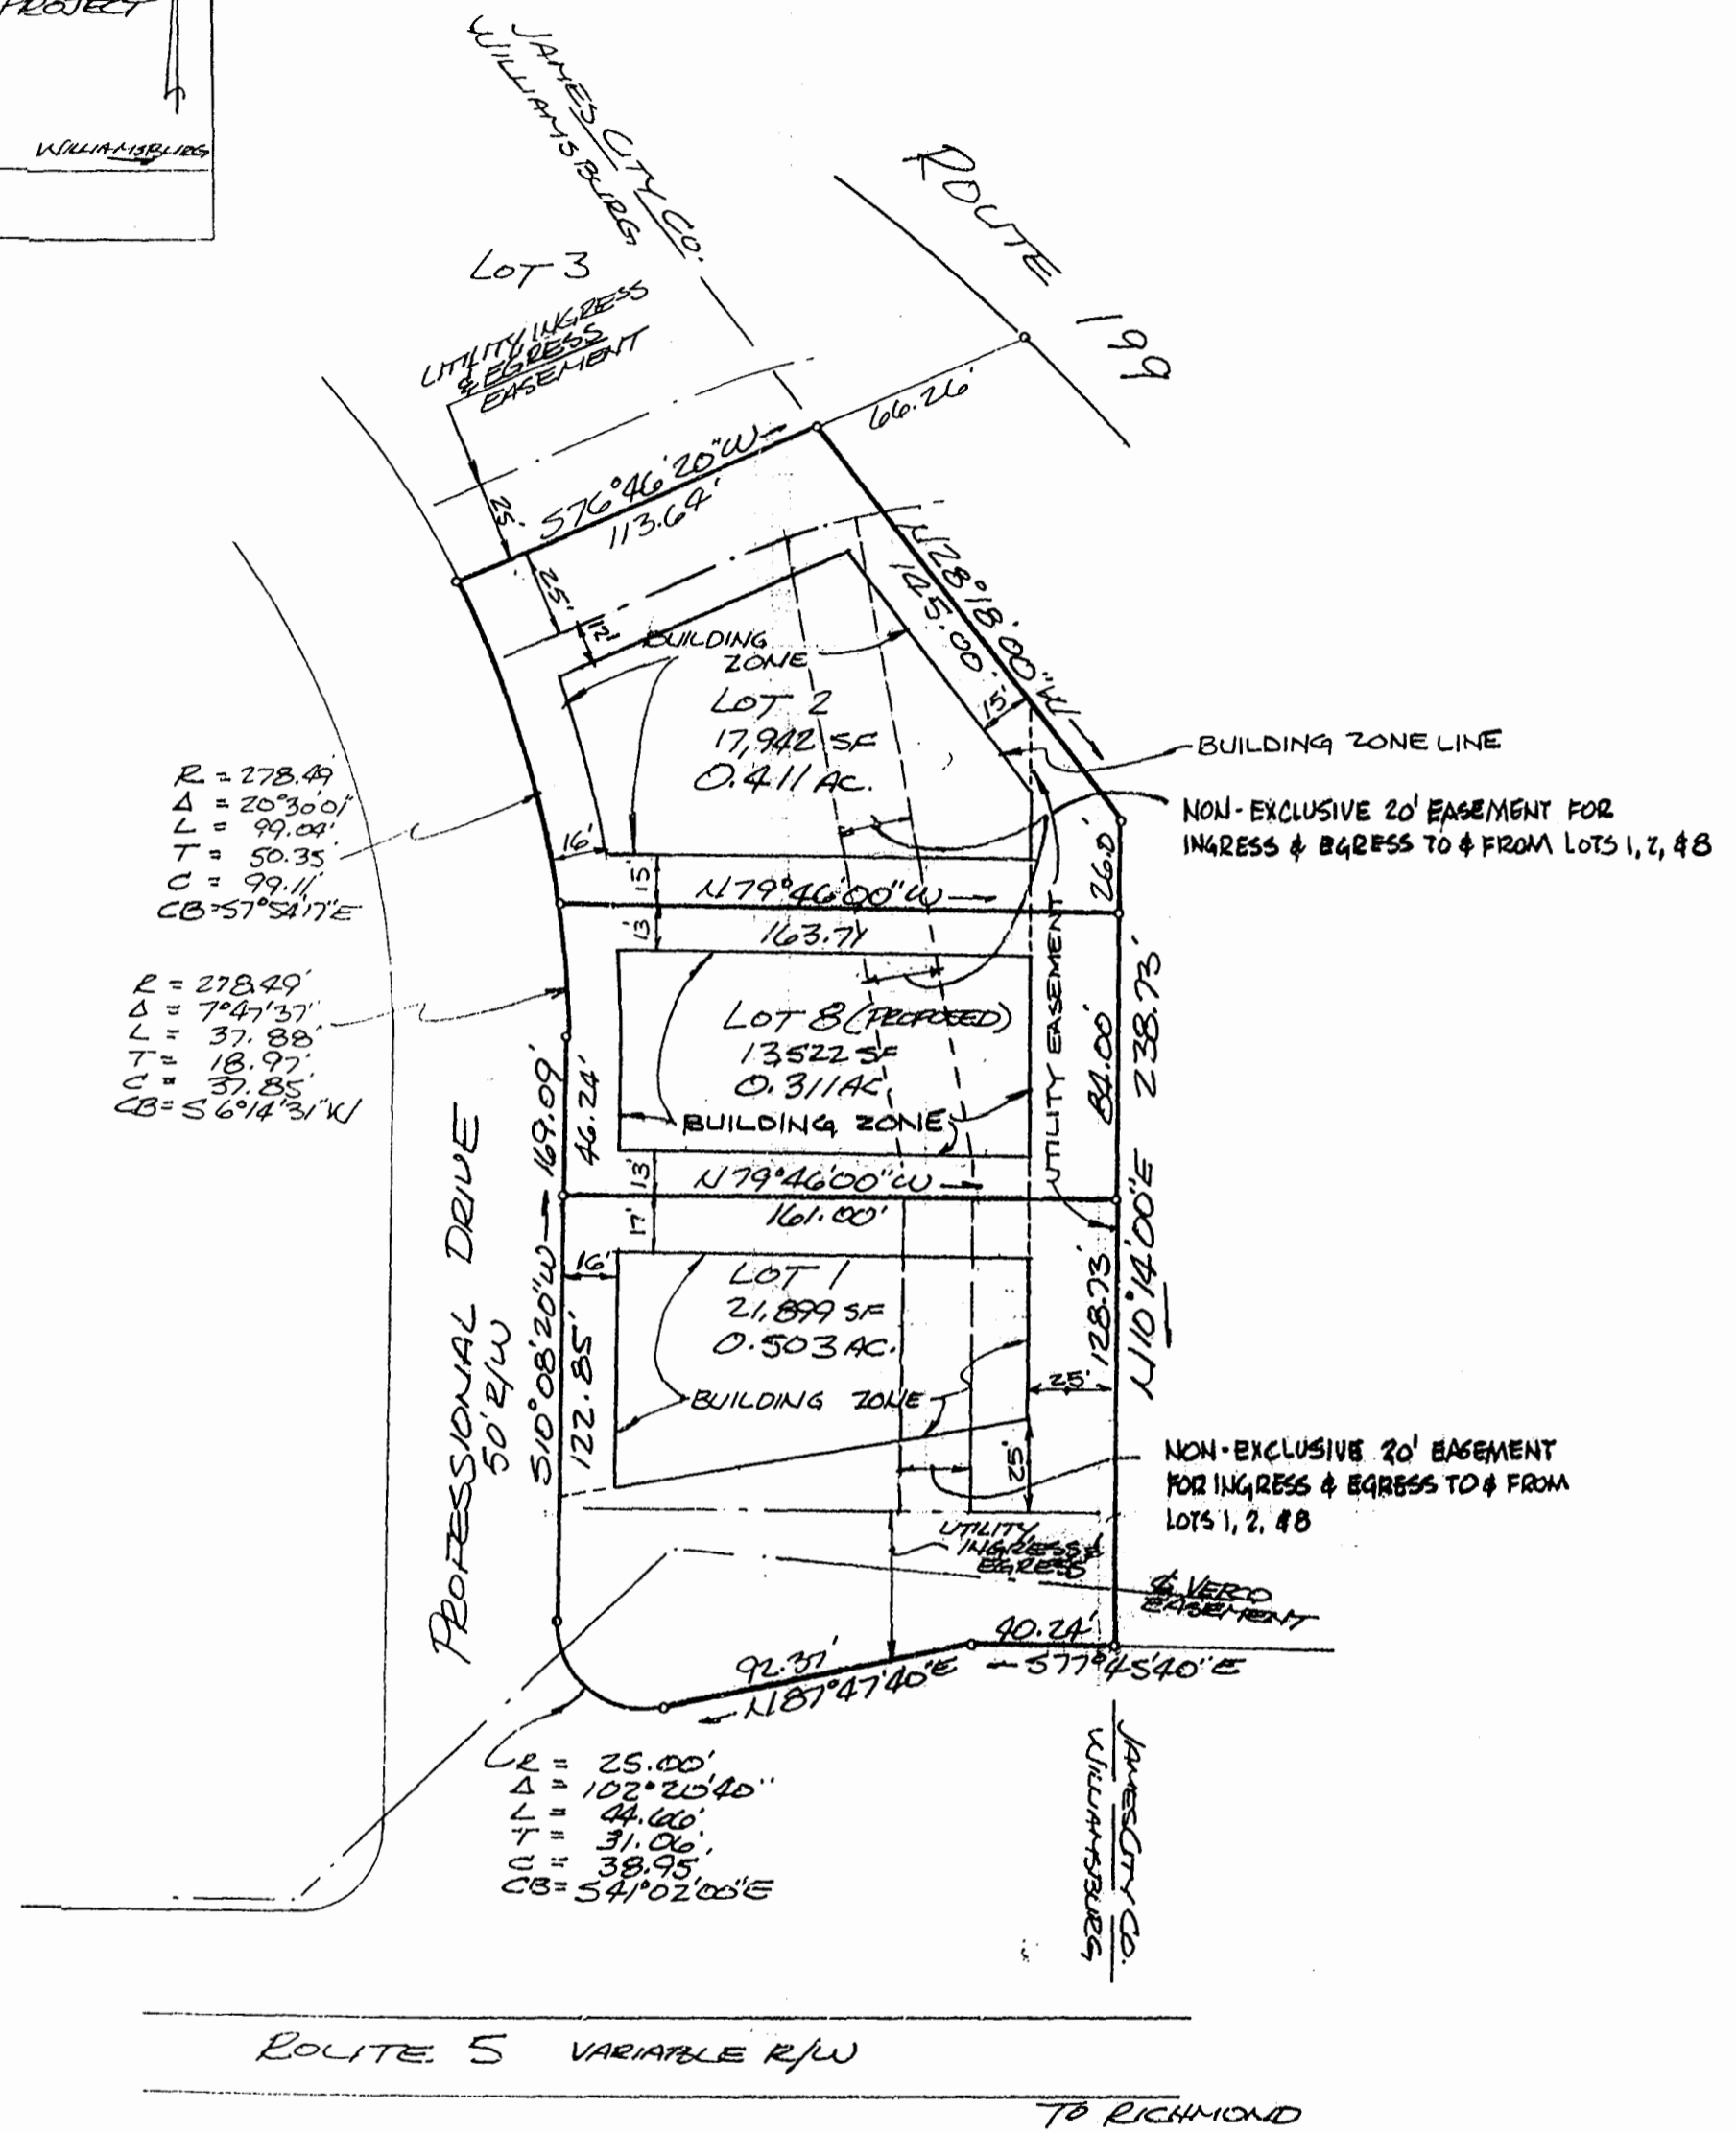 PROJECT
WILLIAMSBURG
JAMES CITY CO.
WILLIAMSBURG
ROUTE 199
LOT 3
UTILITY, INGRESS
& EGRESS
EASEMENT
66.26'
S76°46'20"W
113.64'
25'
25'
12'
N28°18'00"W
145.00'
15'
BUILDING
ZONE
LOT 2
17,942 SF
0.411 AC.
BUILDING ZONE LINE
NON-EXCLUSIVE 20' EASEMENT FOR
INGRESS & EGRESS TO & FROM LOTS 1, 2, & 8
R = 278.49'
Δ = 20°30'01"
L = 99.04'
T = 50.35'
C = 99.11'
CB=S7°54'17"E
16'
15'
26.0'
N79°46'00"W
13'
163.74
R = 278.49'
Δ = 7°47'37"
L = 37.88'
T = 18.97'
C = 37.85'
CB= S6°14'31"W
LOT 8 (PROPOSED)
13,522 SF
0.311 AC.
BUILDING ZONE
UTILITY EASEMENT
84.00'
N10°14'00"E 238.73'
46.24'
S10°08'20"W 169.09'
13'
N79°46'00"W
161.00'
17'
16'
LOT 1
21,899 SF
0.503 AC.
BUILDING ZONE
122.85'
128.73'
25'
25'
PROFESSIONAL DRIVE
50' R/W
NON-EXCLUSIVE 20' EASEMENT
FOR INGRESS & EGRESS TO & FROM
LOTS 1, 2, & 8
UTILITY,
INGRESS &
EGRESS
℄ VEPCO
EASEMENT
40.24'
S77°45'40"E
92.37'
N87°47'40"E
R = 25.00'
Δ = 102°20'40"
L = 44.66'
T = 31.06'
C = 38.95'
CB= S41°02'00"E
JAMES CITY CO.
WILLIAMSBURG
ROUTE 5 VARIABLE R/W
TO RICHMOND